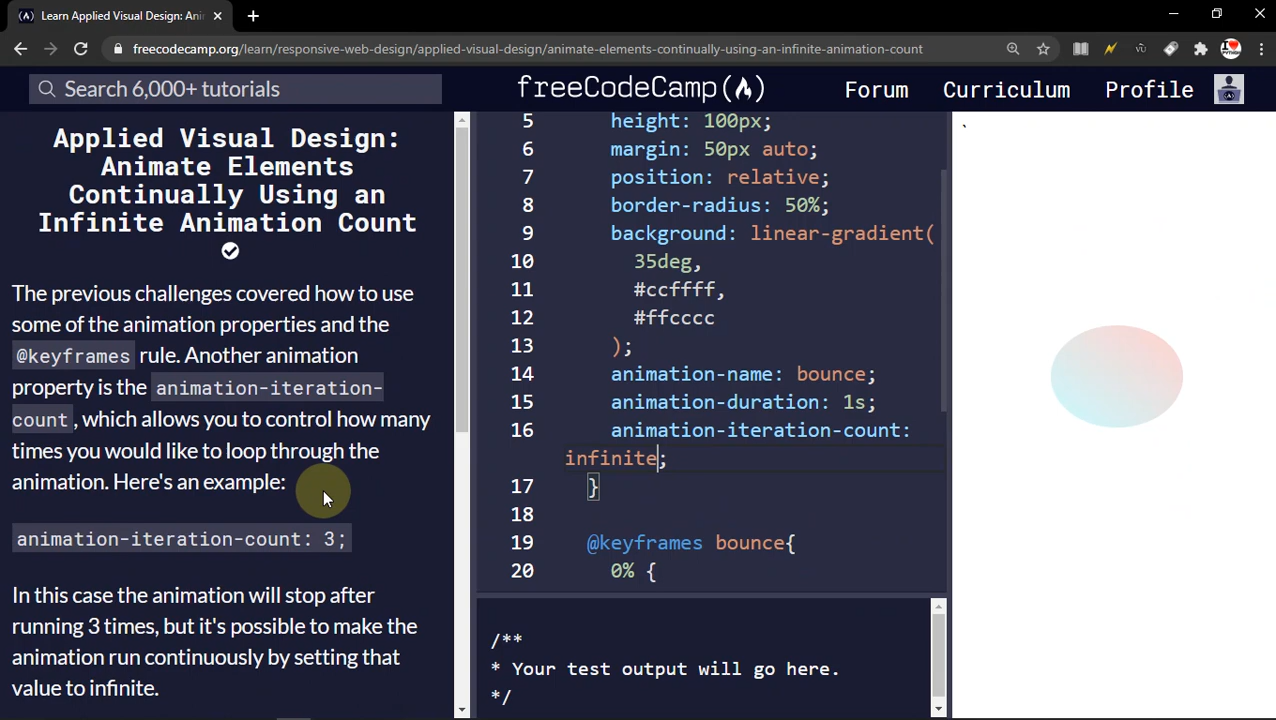 Learn Applied Visual Design: Ani
freecodecamp.org/learn/responsive-web-design/applied-visual-design/animate-elements-continually-using-an-infinite-animation-count
Search 6,000+ tutorials
freeCodeCamp
Forum
Curriculum
Profile
Applied Visual Design:
Animate Elements
Continually Using an
Infinite Animation Count
The previous challenges covered how to use
some of the animation properties and the
@keyframes rule. Another animation
property is the animation-iteration-
count , which allows you to control how many
times you would like to loop through the
animation. Here's an example:
animation-iteration-count: 3;
In this case the animation will stop after
running 3 times, but it's possible to make the
animation run continuously by setting that
value to infinite.
5 height: 100px;
6 margin: 50px auto;
7 position: relative;
8 border-radius: 50%;
9 background: linear-gradient(
10 35deg,
11 #ccffff,
12 #ffcccc
13 );
14 animation-name: bounce;
15 animation-duration: 1s;
16 animation-iteration-count:
infinite;
17 }
18
19 @keyframes bounce{
20 0% {
/**
* Your test output will go here.
*/
`